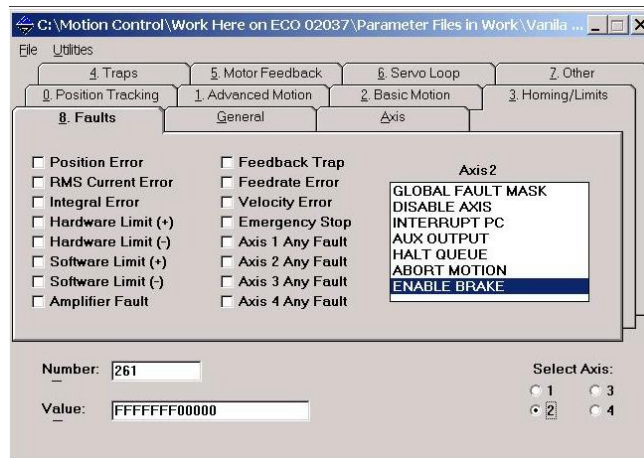 C:\Motion Control\Work Here on ECO 02037\Parameter Files in Work\Vanila ...
File Utilities
4. Traps 5. Motor Feedback 6. Servo Loop 7. Other
0. Position Tracking 1. Advanced Motion 2. Basic Motion 3. Homing/Limits
8. Faults General Axis
Position Error
RMS Current Error
Integral Error
Hardware Limit (+)
Hardware Limit (-)
Software Limit (+)
Software Limit (-)
Amplifier Fault
Feedback Trap
Feedrate Error
Velocity Error
Emergency Stop
Axis 1 Any Fault
Axis 2 Any Fault
Axis 3 Any Fault
Axis 4 Any Fault
Axis2
GLOBAL FAULT MASK
DISABLE AXIS
INTERRUPT PC
AUX OUTPUT
HALT QUEUE
ABORT MOTION
ENABLE BRAKE
Number: 261
Value: FFFFFFF00000
Select Axis:
1 3
2 4